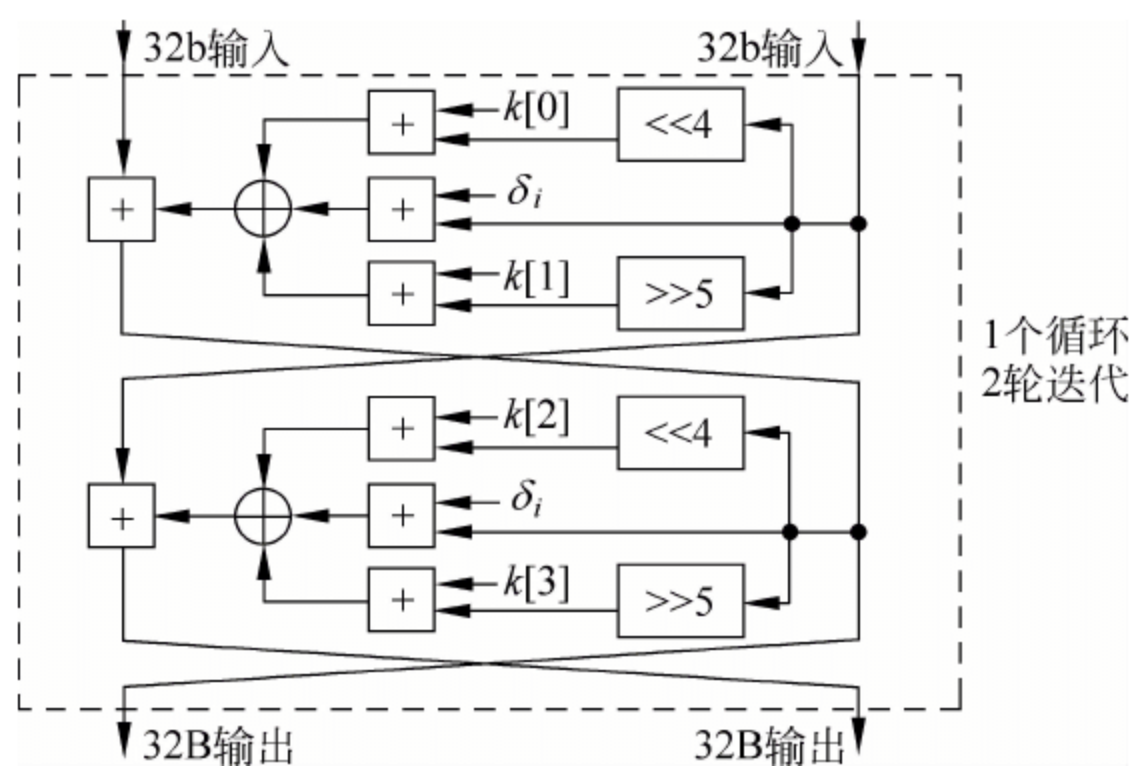 32b输入
32b输入
k[0]
<<4
+
δi
+
+
k[1]
>>5
+
1个循环
2轮迭代
k[2]
<<4
+
δi
+
+
k[3]
>>5
+
32B输出
32B输出